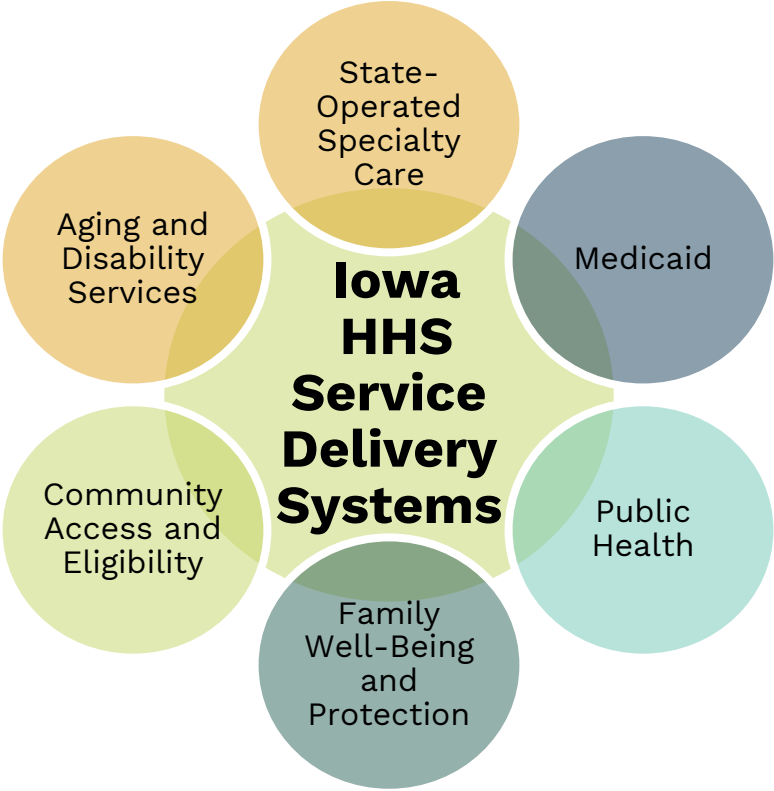 State-
Operated
Specialty
Care
Aging and
Disability
Services
Medicaid
Iowa
HHS
Service
Delivery
Systems
Community
Access and
Eligibility
Public
Health
Family
Well-Being
and
Protection